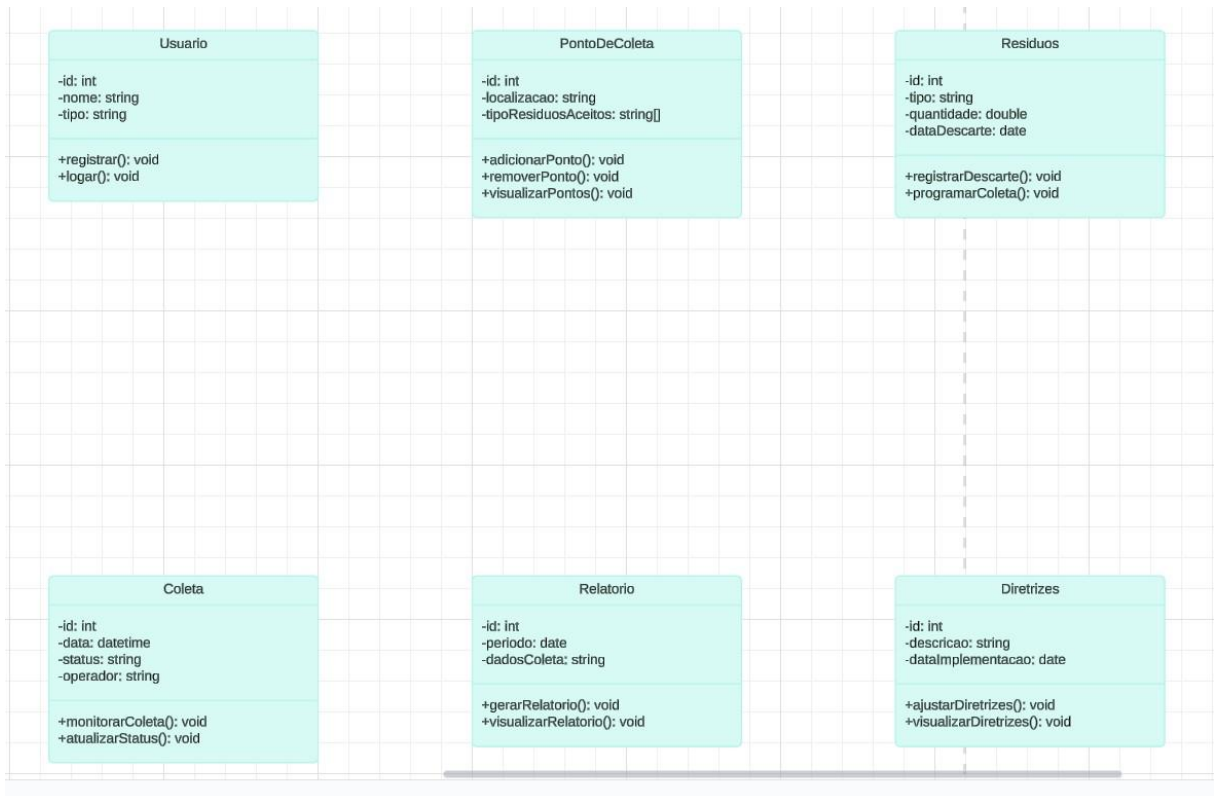 Usuario
-id: int
-nome: string
-tipo: string
+registrar(): void
+logar(): void
PontoDeColeta
-id: int
-localizacao: string
-tipoResiduosAceitos: string[]
+adicionarPonto(): void
+removerPonto(): void
+visualizarPontos(): void
Residuos
-id: int
-tipo: string
-quantidade: double
-dataDescarte: date
+registrarDescarte(): void
+programarColeta(): void
Coleta
-id: int
-data: datetime
-status: string
-operador: string
+monitorarColeta(): void
+atualizarStatus(): void
Relatorio
-id: int
-periodo: date
-dadosColeta: string
+gerarRelatorio(): void
+visualizarRelatorio(): void
Diretrizes
-id: int
-descricao: string
-dataImplementacao: date
+ajustarDiretrizes(): void
+visualizarDiretrizes(): void